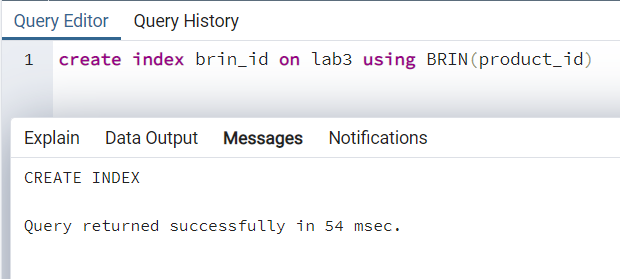 Query Editor Query History
1 create index brin_id on lab3 using BRIN(product_id)
Explain Data Output Messages Notifications
CREATE INDEX
Query returned successfully in 54 msec.